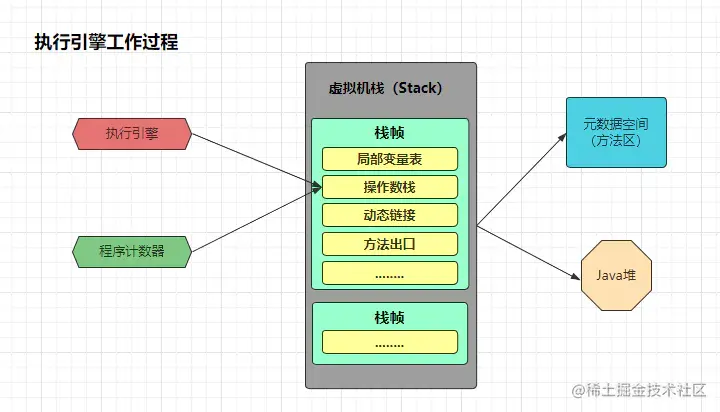 执行引擎工作过程
虚拟机栈（Stack）
执行引擎
程序计数器
栈帧
局部变量表
操作数栈
动态链接
方法出口
........
栈帧
........
元数据空间
（方法区）
Java堆
@稀土掘金技术社区